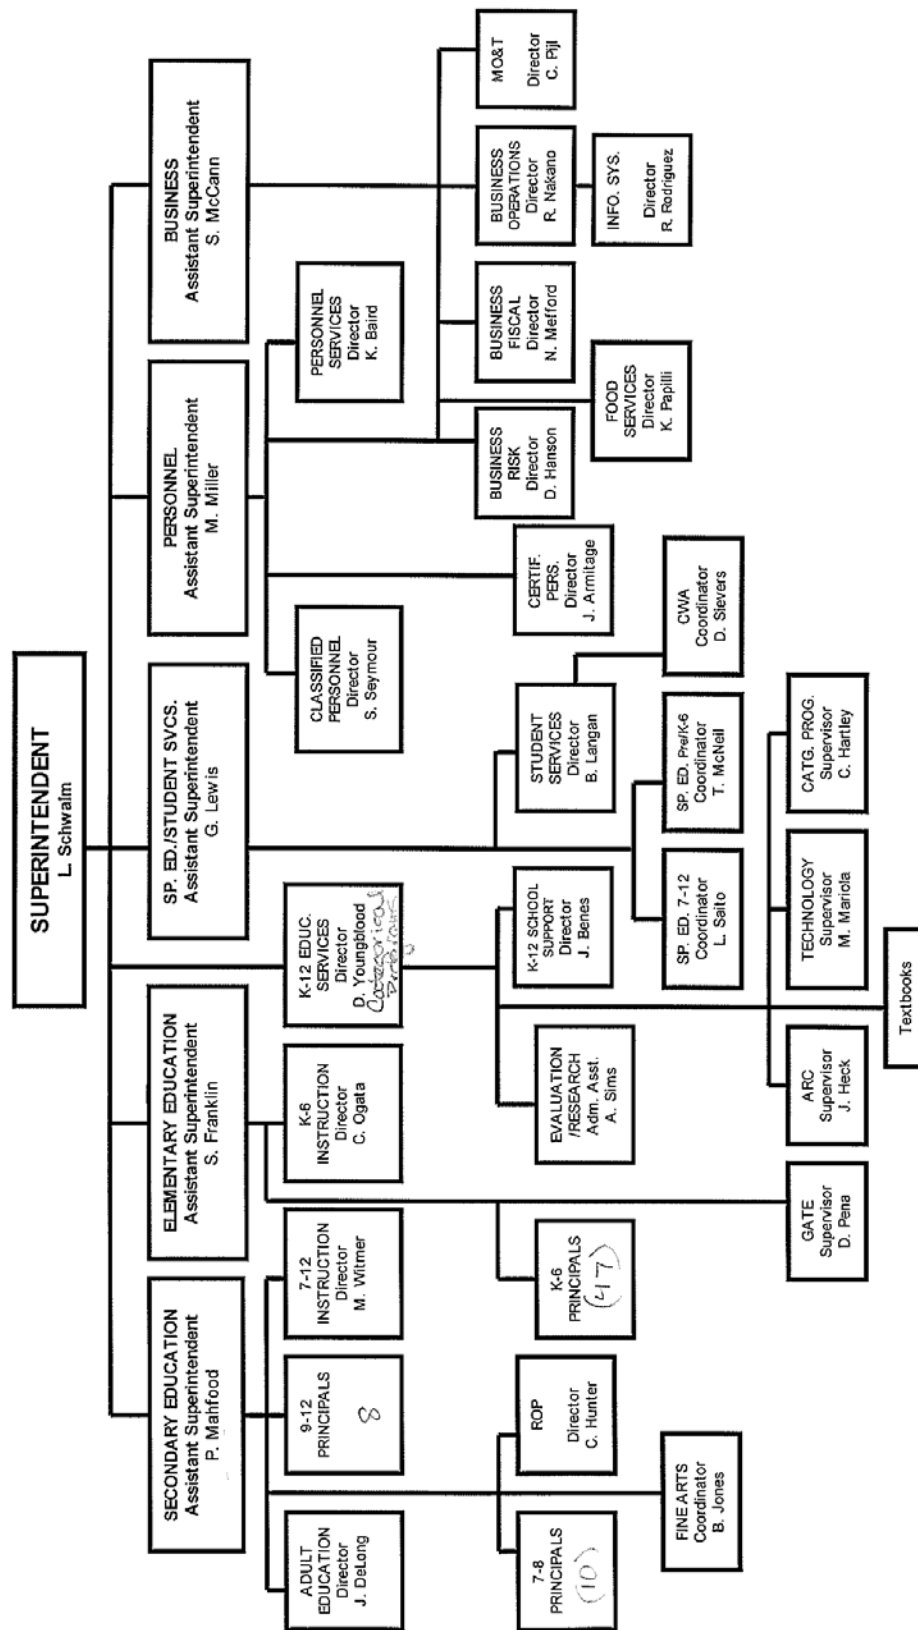 SUPERINTENDENT
L. Schwalm
SECONDARY EDUCATION
Assistant Superintendent
P. Mahfood
ELEMENTARY EDUCATION
Assistant Superintendent
S. Franklin
SP. ED./STUDENT SVCS.
Assistant Superintendent
G. Lewis
PERSONNEL
Assistant Superintendent
M. Miller
BUSINESS
Assistant Superintendent
S. McCann
ADULT
EDUCATION
Director
J. DeLong
9-12
PRINCIPALS
8
7-12
INSTRUCTION
Director
M. Witmer
K-6
INSTRUCTION
Director
C. Ogata
K-12 EDUC.
SERVICES
Director
D. Youngblood
Categorical
Programs
CLASSIFIED
PERSONNEL
Director
S. Seymour
PERSONNEL
SERVICES
Director
K. Baird
7-8
PRINCIPALS
(10)
ROP
Director
C. Hunter
K-6
PRINCIPALS
(47)
EVALUATION
/RESEARCH
Adm. Asst.
A. Sims
K-12 SCHOOL
SUPPORT
Director
J. Benes
STUDENT
SERVICES
Director
B. Langan
CERTIF.
PERS.
Director
J. Armitage
BUSINESS
RISK
Director
D. Hanson
BUSINESS
FISCAL
Director
N. Mefford
BUSINESS
OPERATIONS
Director
R. Nakano
MO&T
Director
C. Pijl
FOOD
SERVICES
Director
K. Papilli
INFO. SYS.
Director
R. Rodriguez
FINE ARTS
Coordinator
B. Jones
SP. ED. 7-12
Coordinator
L. Saito
SP. ED. Pre/K-6
Coordinator
T. McNeil
CWA
Coordinator
D. Sievers
GATE
Supervisor
D. Pena
ARC
Supervisor
J. Heck
TECHNOLOGY
Supervisor
M. Mariola
CATG. PROG.
Supervisor
C. Hartley
Textbooks